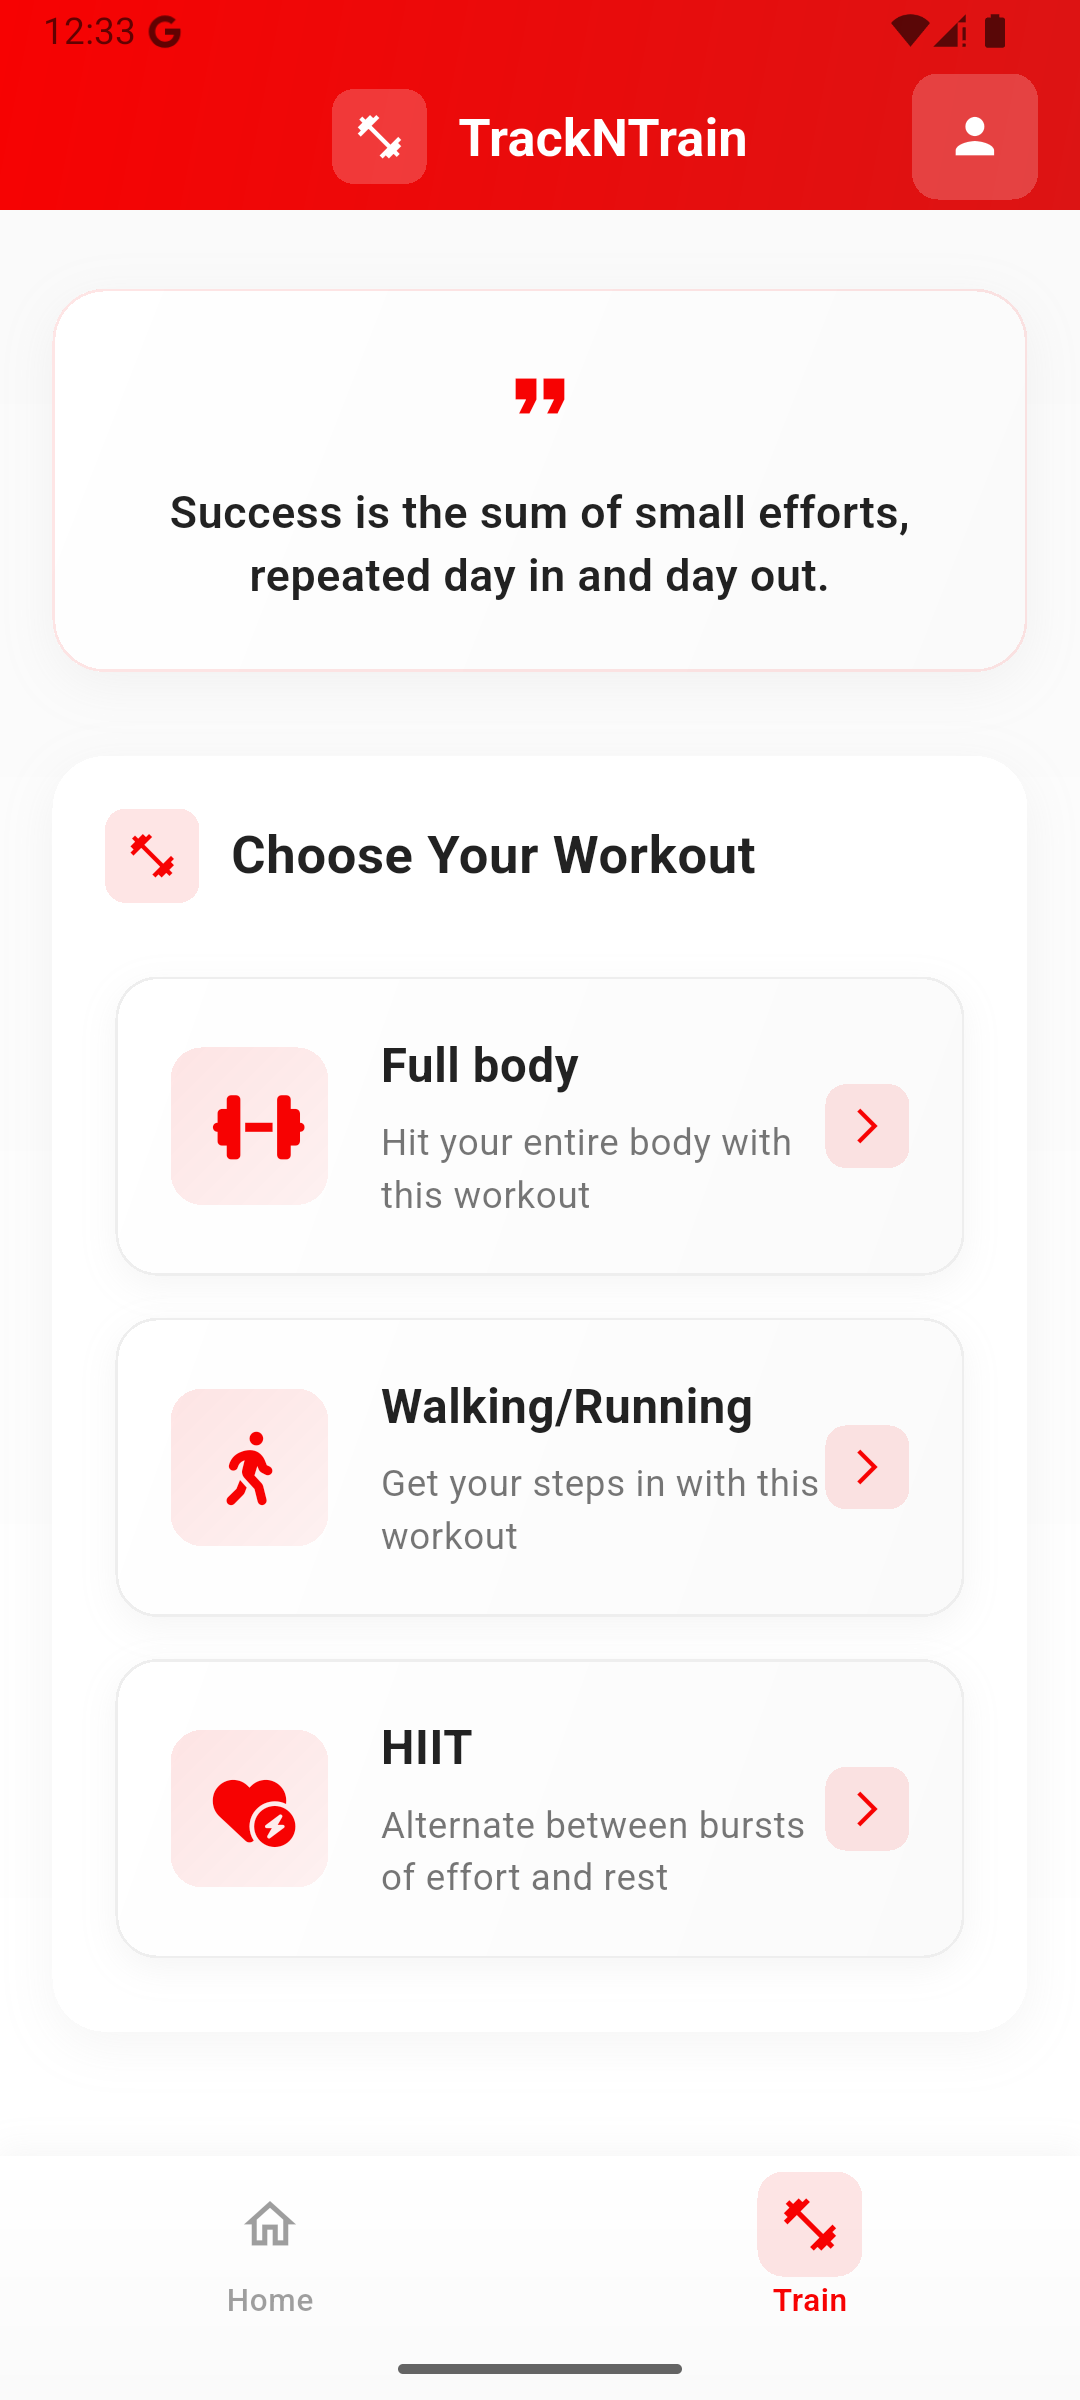 12:33
TrackNTrain
Success is the sum of small efforts,
repeated day in and day out.
Choose Your Workout
Full body
Hit your entire body with
this workout
Walking/Running
Get your steps in with this
workout
HIIT
Alternate between bursts
of effort and rest
Home
Train